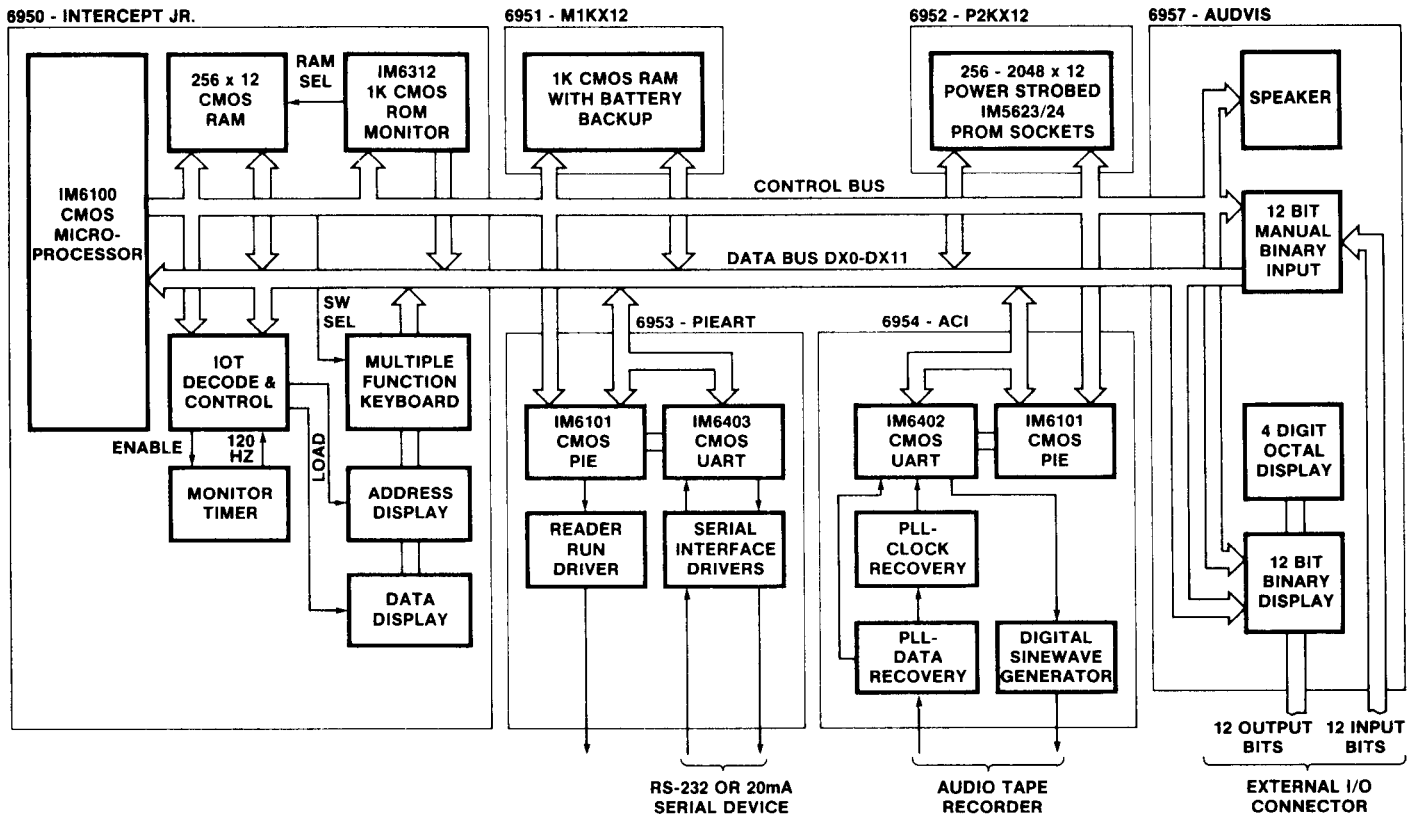 6950 - INTERCEPT JR.
6951 - M1KX12
6952 - P2KX12
6957 - AUDVIS
IM6100
CMOS
MICRO-
PROCESSOR
256 x 12
CMOS
RAM
RAM
SEL
IM6312
1K CMOS
ROM
MONITOR
1K CMOS RAM
WITH BATTERY
BACKUP
256 - 2048 x 12
POWER STROBED
IM5623/24
PROM SOCKETS
SPEAKER
CONTROL BUS
12 BIT
MANUAL
BINARY
INPUT
DATA BUS DX0-DX11
SW
SEL
6953 - PIEART
6954 - ACI
IOT
DECODE &
CONTROL
MULTIPLE
FUNCTION
KEYBOARD
ENABLE
120
HZ
LOAD
MONITOR
TIMER
ADDRESS
DISPLAY
DATA
DISPLAY
IM6101
CMOS
PIE
IM6403
CMOS
UART
READER
RUN
DRIVER
SERIAL
INTERFACE
DRIVERS
IM6402
CMOS
UART
IM6101
CMOS
PIE
PLL-
CLOCK
RECOVERY
PLL-
DATA
RECOVERY
DIGITAL
SINEWAVE
GENERATOR
4 DIGIT
OCTAL
DISPLAY
12 BIT
BINARY
DISPLAY
12 OUTPUT
BITS
12 INPUT
BITS
RS-232 OR 20mA
SERIAL DEVICE
AUDIO TAPE
RECORDER
EXTERNAL I/O
CONNECTOR